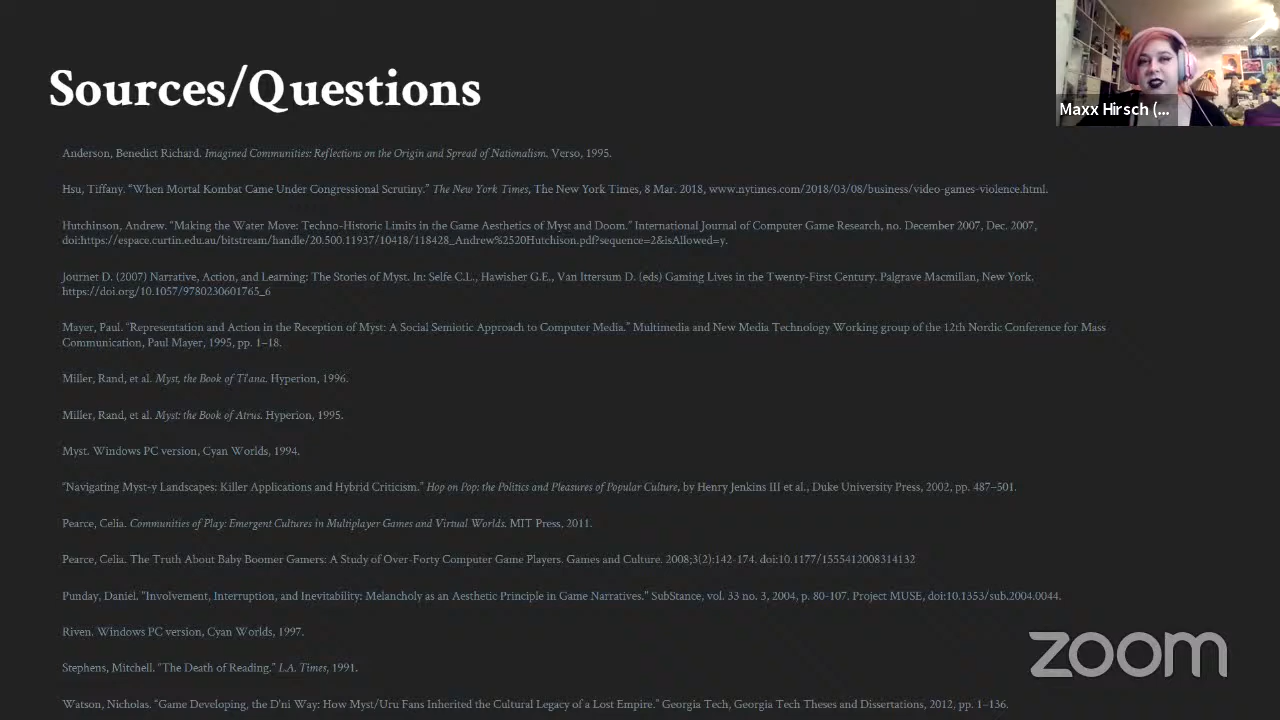 Sources/Questions
Maxx Hirsch (...
Anderson, Benedict Richard. Imagined Communities: Reflections on the Origin and Spread of Nationalism. Verso, 1995.
Hsu, Tiffany. “When Mortal Kombat Came Under Congressional Scrutiny.” The New York Times, The New York Times, 8 Mar. 2018, www.nytimes.com/2018/03/08/business/video-games-violence.html.
Hutchinson, Andrew. “Making the Water Move: Techno-Historic Limits in the Game Aesthetics of Myst and Doom.” International Journal of Computer Game Research, no. December 2007, Dec. 2007,
doi:https://espace.curtin.edu.au/bitstream/handle/20.500.11937/10418/118428_Andrew%2520Hutchison.pdf?sequence=2&isAllowed=y.
Journet D. (2007) Narrative, Action, and Learning: The Stories of Myst. In: Selfe C.L., Hawisher G.E., Van Ittersum D. (eds) Gaming Lives in the Twenty-First Century. Palgrave Macmillan, New York.
https://doi.org/10.1057/9780230601765_6
Mayer, Paul. “Representation and Action in the Reception of Myst: A Social Semiotic Approach to Computer Media.” Multimedia and New Media Technology Working group of the 12th Nordic Conference for Mass
Communication, Paul Mayer, 1995, pp. 1–18.
Miller, Rand, et al. Myst, the Book of Ti'ana. Hyperion, 1996.
Miller, Rand, et al. Myst: the Book of Atrus. Hyperion, 1995.
Myst. Windows PC version, Cyan Worlds, 1994.
“Navigating Myst-y Landscapes: Killer Applications and Hybrid Criticism.” Hop on Pop: the Politics and Pleasures of Popular Culture, by Henry Jenkins III et al., Duke University Press, 2002, pp. 487–501.
Pearce, Celia. Communities of Play: Emergent Cultures in Multiplayer Games and Virtual Worlds. MIT Press, 2011.
Pearce, Celia. The Truth About Baby Boomer Gamers: A Study of Over-Forty Computer Game Players. Games and Culture. 2008;3(2):142-174. doi:10.1177/1555412008314132
Punday, Daniel. "Involvement, Interruption, and Inevitability: Melancholy as an Aesthetic Principle in Game Narratives." SubStance, vol. 33 no. 3, 2004, p. 80-107. Project MUSE, doi:10.1353/sub.2004.0044.
Riven. Windows PC version, Cyan Worlds, 1997.
Stephens, Mitchell. “The Death of Reading.” L.A. Times, 1991.
Watson, Nicholas. “Game Developing, the D'ni Way: How Myst/Uru Fans Inherited the Cultural Legacy of a Lost Empire.” Georgia Tech, Georgia Tech Theses and Dissertations, 2012, pp. 1–136.
zoom